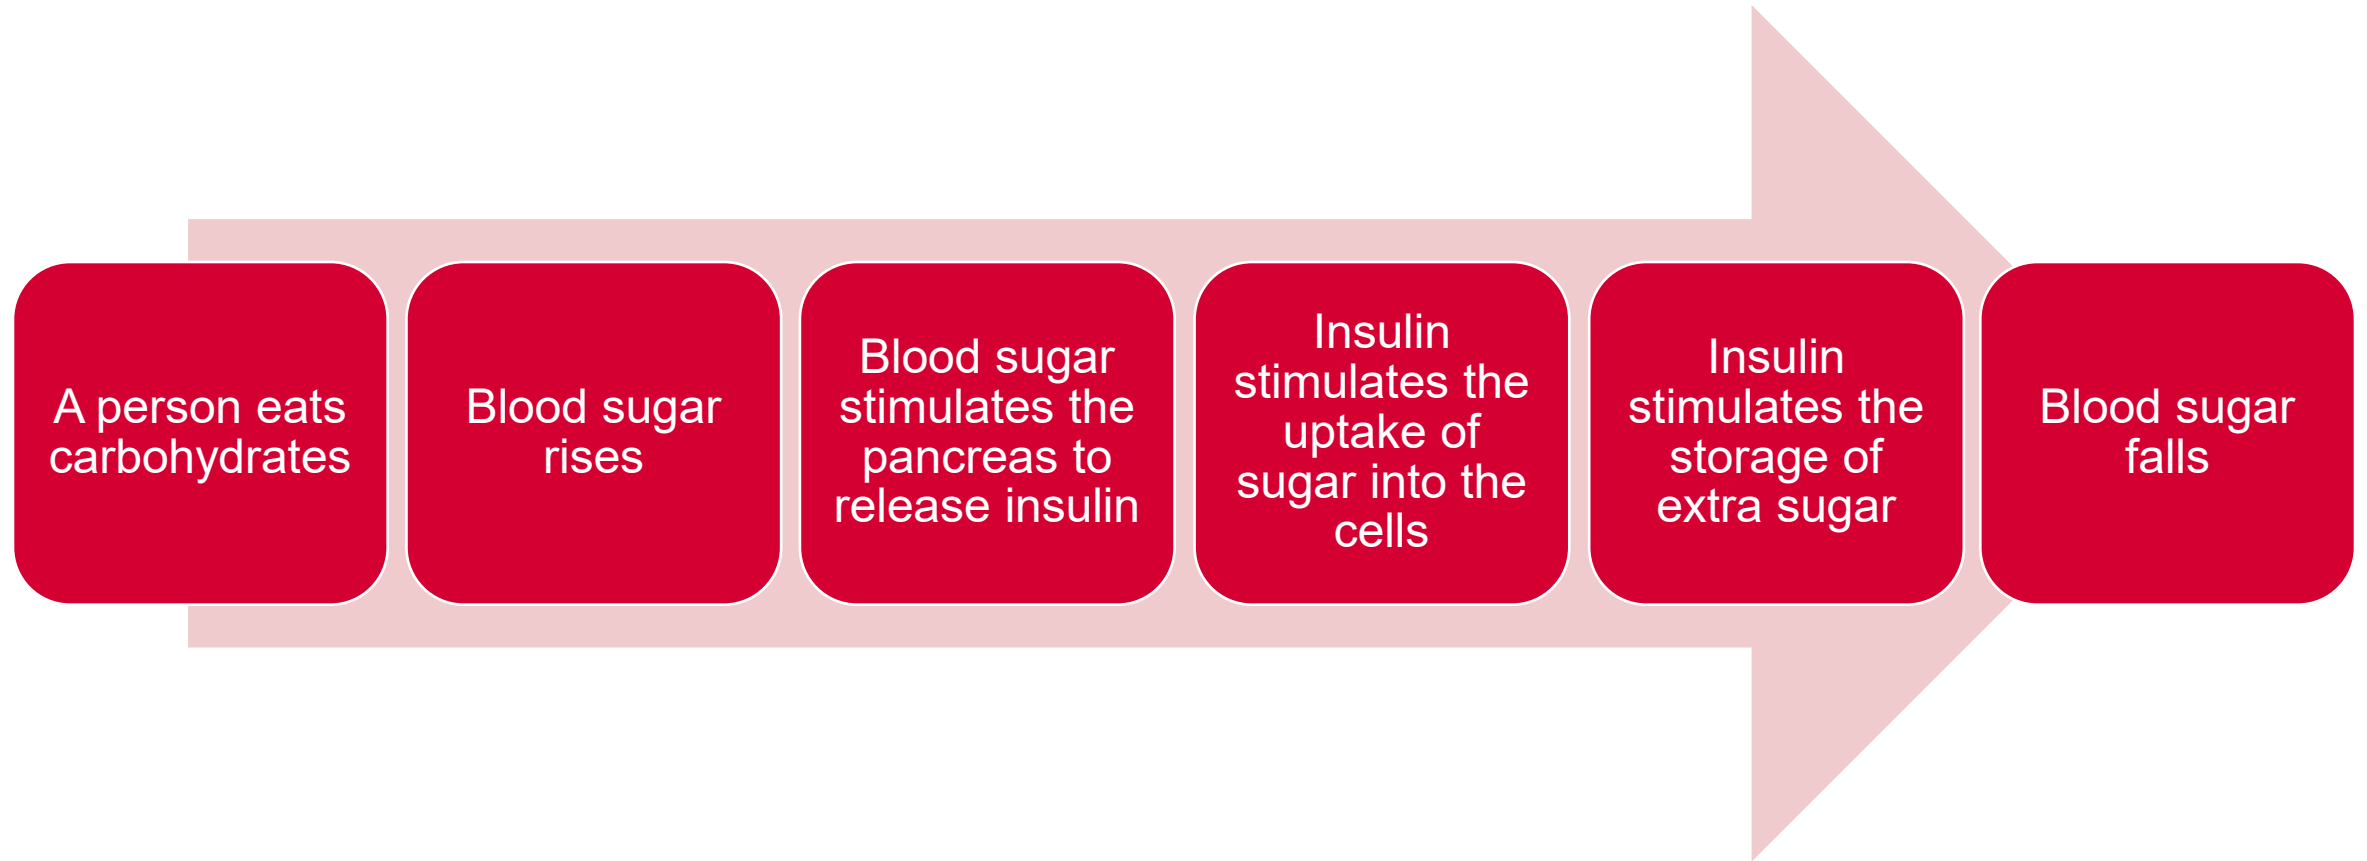 A person eats
carbohydrates
Blood sugar
rises
Blood sugar
stimulates the
pancreas to
release insulin
Insulin
stimulates the
uptake of
sugar into the
cells
Insulin
stimulates the
storage of
extra sugar
Blood sugar
falls